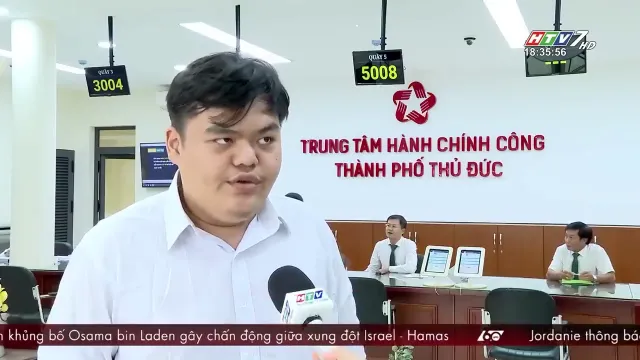 HTV7 HD
18:35:56
QUẦY 3
3004
QUẦY 5
5008
TRUNG TÂM HÀNH CHÍNH CÔNG
THÀNH PHỐ THỦ ĐỨC
HTV
khủng bố Osama bin Laden gây chấn động giữa xung đột Israel - Hamas
Jordanie thông bá